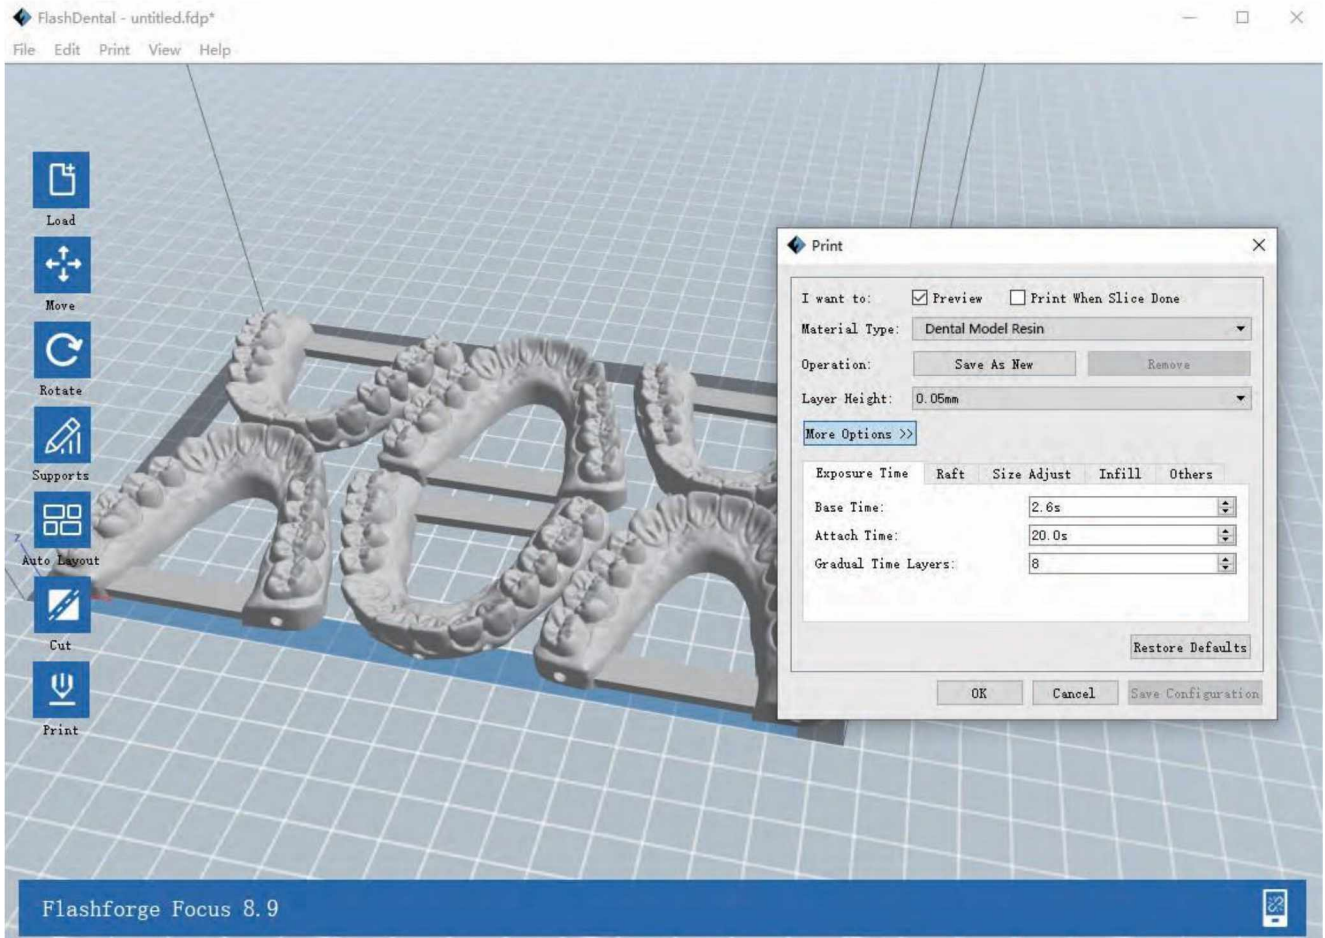 FlashDental - untitled.fdp*
File Edit Print View Help
Load
Move
Rotate
Supports
Auto Layout
Cut
Print
z
Print
I want to: Preview Print When Slice Done
Material Type: Dental Model Resin
Operation: Save As New Remove
Layer Height: 0.05mm
More Options >>
Exposure Time Raft Size Adjust Infill Others
Base Time: 2.6s
Attach Time: 20.0s
Gradual Time Layers: 8
Restore Defaults
OK Cancel Save Configuration
Flashforge Focus 8.9